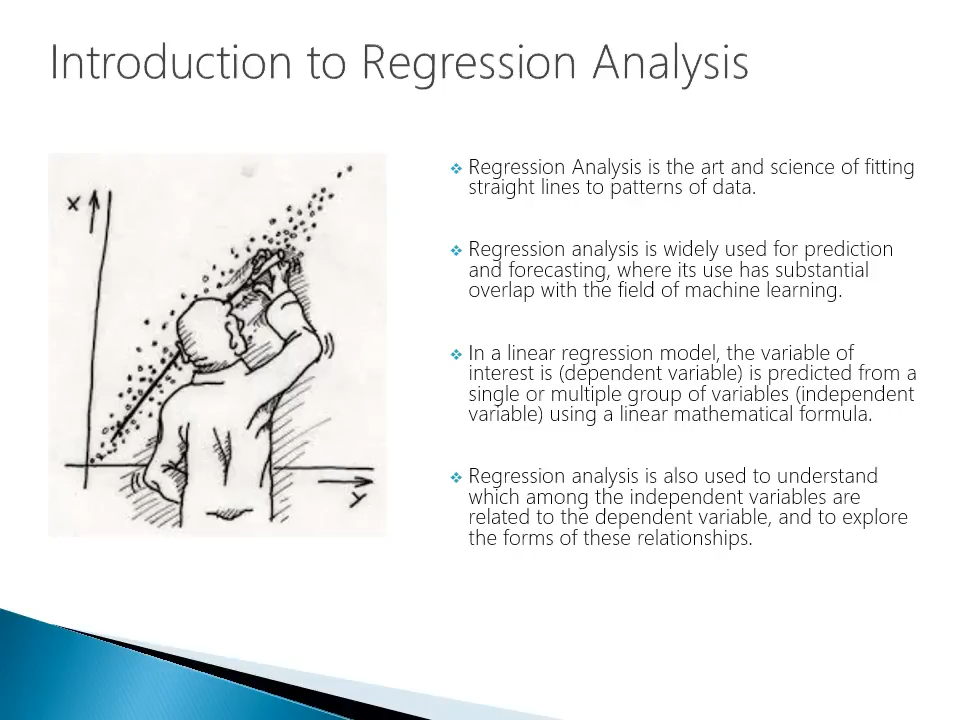 Introduction to Regression Analysis
X
Y
Regression Analysis is the art and science of fitting
straight lines to patterns of data.
Regression analysis is widely used for prediction
and forecasting, where its use has substantial
overlap with the field of machine learning.
In a linear regression model, the variable of
interest is (dependent variable) is predicted from a
single or multiple group of variables (independent
variable) using a linear mathematical formula.
Regression analysis is also used to understand
which among the independent variables are
related to the dependent variable, and to explore
the forms of these relationships.